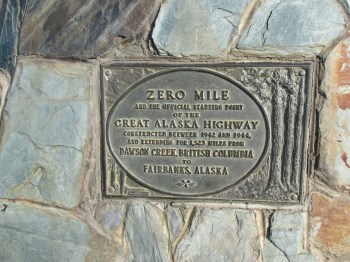 ZERO MILE
AND THE OFFICIAL STARTING POINT
OF THE
GREAT ALASKA HIGHWAY
CONSTRUCTED BETWEEN 1942 AND 1944,
AND EXTENDING FOR 1,523 MILES FROM
DAWSON CREEK, BRITISH COLUMBIA
TO
FAIRBANKS, ALASKA